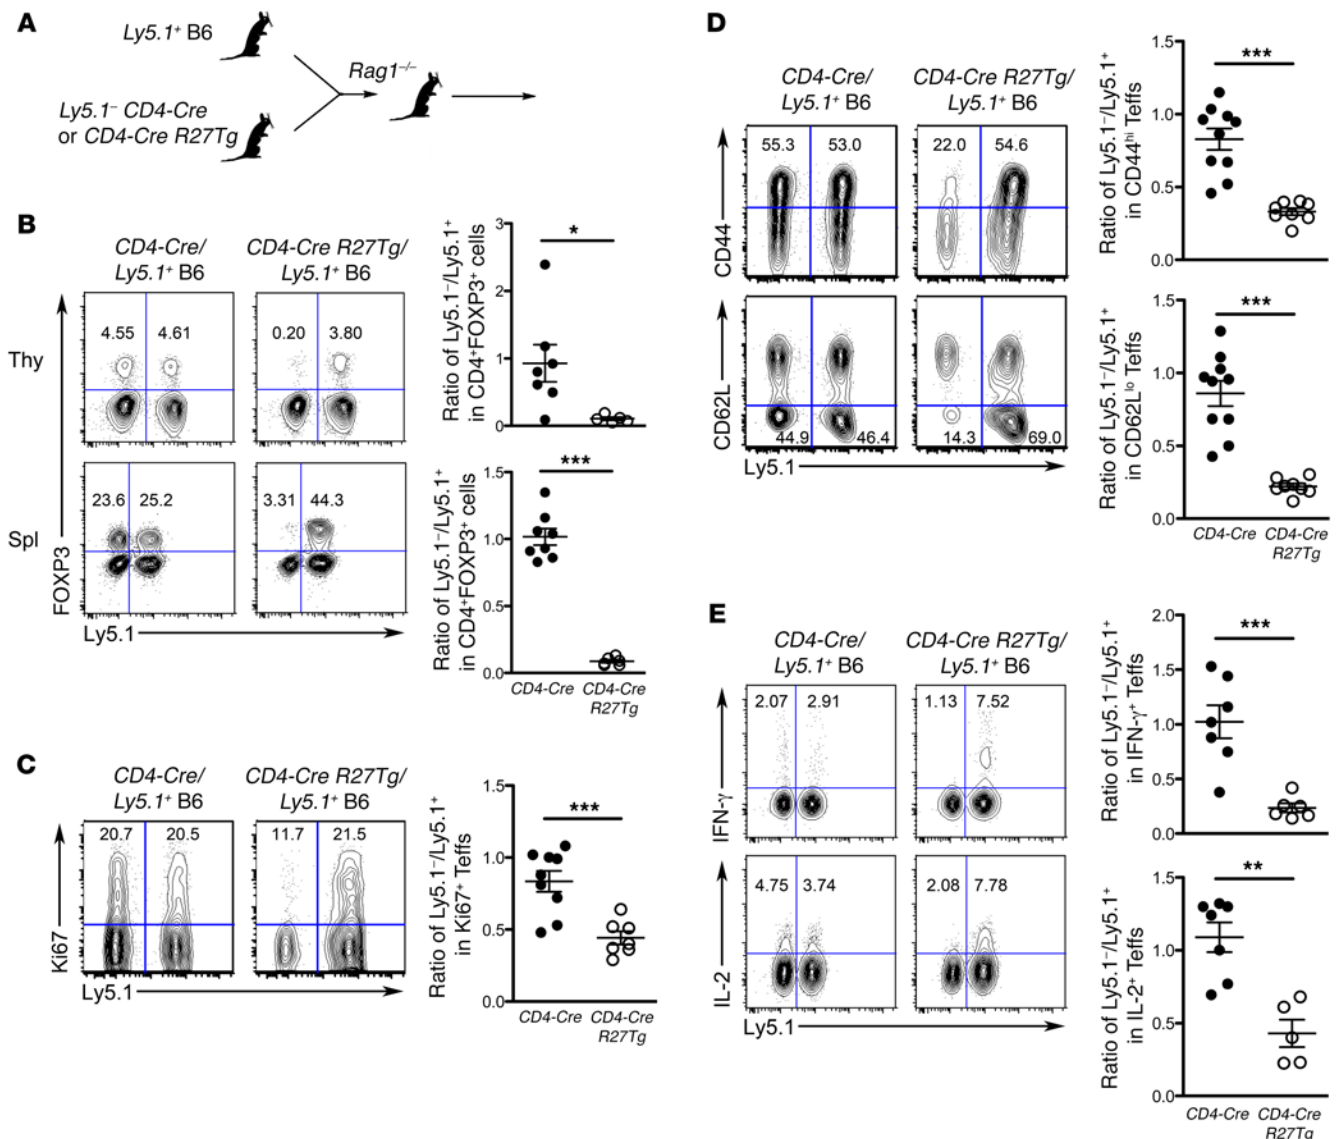 A
Ly5.1⁺ B6
Rag1⁻/⁻
Ly5.1⁻ CD4-Cre
or CD4-Cre R27Tg
B
CD4-Cre/
Ly5.1⁺ B6
CD4-Cre R27Tg/
Ly5.1⁺ B6
Thy
4.55
4.61
0.20
3.80
Spl
23.6
25.2
3.31
44.3
FOXP3
Ly5.1
Ratio of Ly5.1⁻/Ly5.1⁺
in CD4⁺FOXP3⁺ cells
3
2
1
0
*
Ratio of Ly5.1⁻/Ly5.1⁺
in CD4⁺FOXP3⁺ cells
1.5
1.0
0.5
0.0
***
CD4-Cre
CD4-Cre
R27Tg
C
CD4-Cre/
Ly5.1⁺ B6
CD4-Cre R27Tg/
Ly5.1⁺ B6
20.7
20.5
11.7
21.5
Ki67
Ly5.1
Ratio of Ly5.1⁻/Ly5.1⁺
in Ki67⁺ Teffs
1.5
1.0
0.5
0.0
***
CD4-Cre
CD4-Cre
R27Tg
D
CD4-Cre/
Ly5.1⁺ B6
CD4-Cre R27Tg/
Ly5.1⁺ B6
55.3
53.0
22.0
54.6
CD44
44.9
46.4
14.3
69.0
CD62L
Ly5.1
Ratio of Ly5.1⁻/Ly5.1⁺
in CD44ʰⁱ Teffs
1.5
1.0
0.5
0.0
***
Ratio of Ly5.1⁻/Ly5.1⁺
in CD62Lˡᵒ Teffs
1.5
1.0
0.5
0.0
***
CD4-Cre
CD4-Cre
R27Tg
E
CD4-Cre/
Ly5.1⁺ B6
CD4-Cre R27Tg/
Ly5.1⁺ B6
2.07
2.91
1.13
7.52
IFN-γ
4.75
3.74
2.08
7.78
IL-2
Ly5.1
Ratio of Ly5.1⁻/Ly5.1⁺
in IFN-γ⁺ Teffs
2.0
1.5
1.0
0.5
0.0
***
Ratio of Ly5.1⁻/Ly5.1⁺
in IL-2⁺ Teffs
1.5
1.0
0.5
0.0
**
CD4-Cre
CD4-Cre
R27Tg